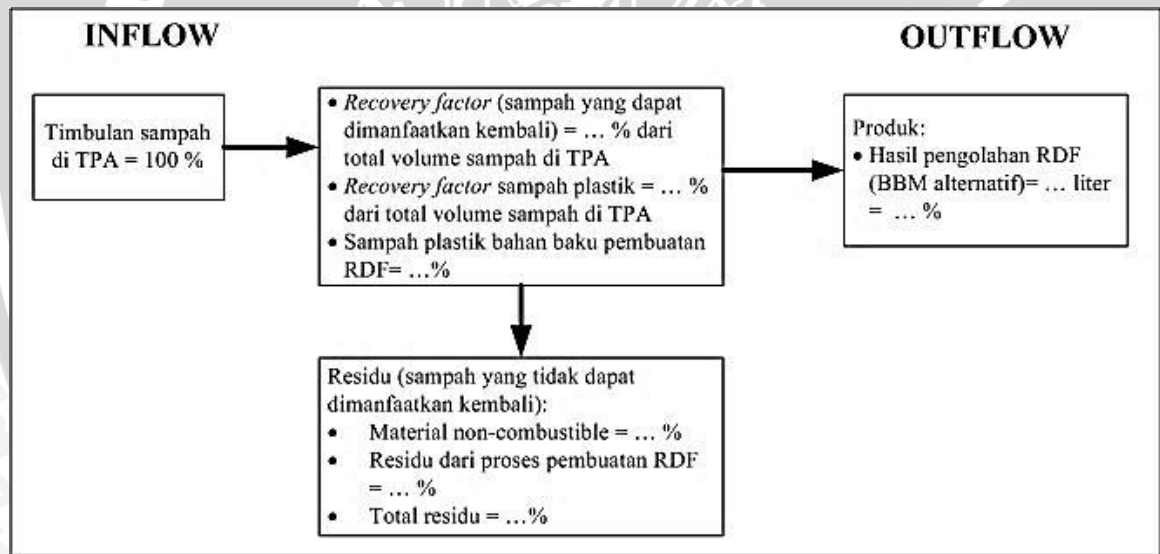 INFLOW
OUTFLOW
Timbulan sampah
di TPA = 100 %
• Recovery factor (sampah yang dapat
dimanfaatkan kembali) = ... % dari
total volume sampah di TPA
• Recovery factor sampah plastik = ... %
dari total volume sampah di TPA
• Sampah plastik bahan baku pembuatan
RDF= ...%
Produk:
• Hasil pengolahan RDF
(BBM alternatif)= ... liter
= ... %
Residu (sampah yang tidak dapat
dimanfaatkan kembali):
• Material non-combustible = ... %
• Residu dari proses pembuatan RDF
= ... %
• Total residu = ...%